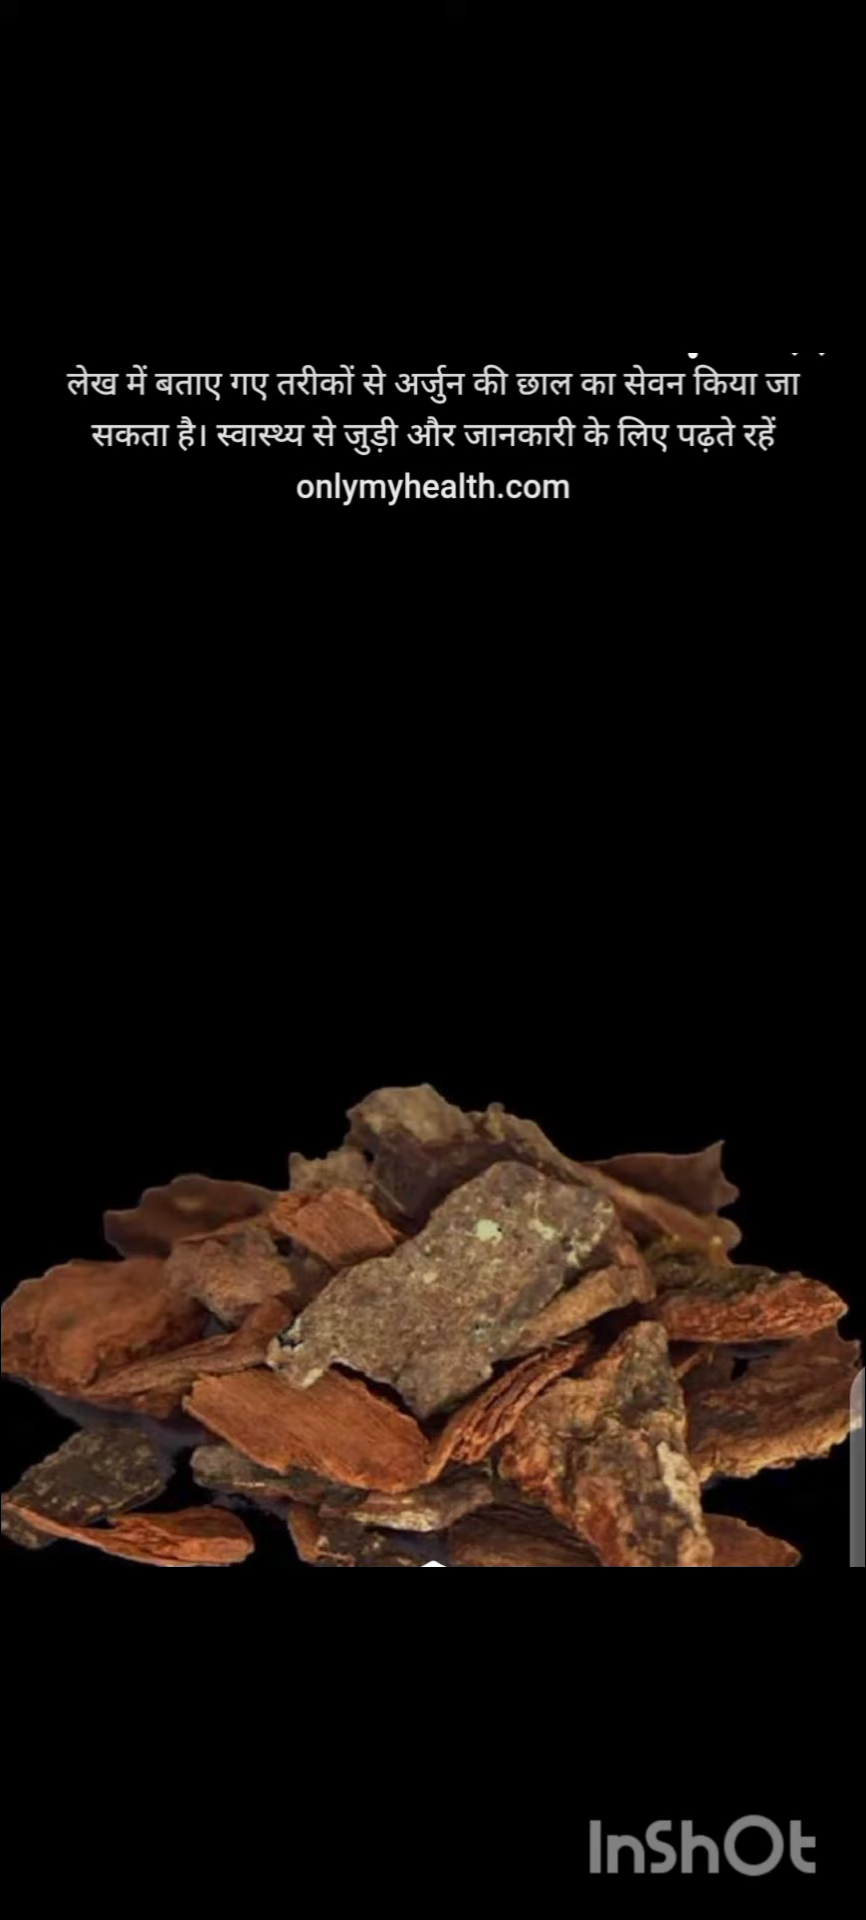 लेख में बताए गए तरीकों से अर्जुन की छाल का सेवन किया जा
सकता है। स्वास्थ्य से जुड़ी और जानकारी के लिए पढ़ते रहें
onlymyhealth.com
InShOt